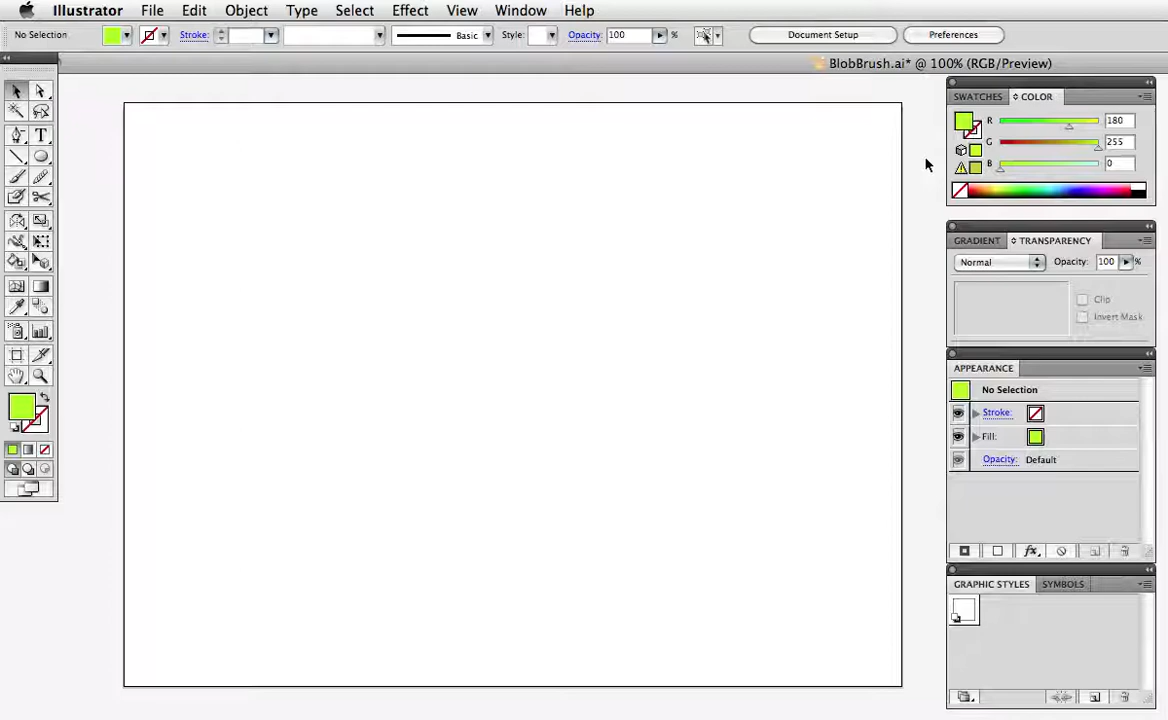 Illustrator File Edit Object Type Select Effect View Window Help
No Selection Stroke: Basic Style: Opacity: 100 % Document Setup Preferences
BlobBrush.ai* @ 100% (RGB/Preview)
SWATCHES COLOR
R 180
G 255
B 0
GRADIENT TRANSPARENCY
Normal Opacity: 100 %
Clip
Invert Mask
APPEARANCE
No Selection
Stroke:
Fill:
Opacity: Default
fx
GRAPHIC STYLES SYMBOLS